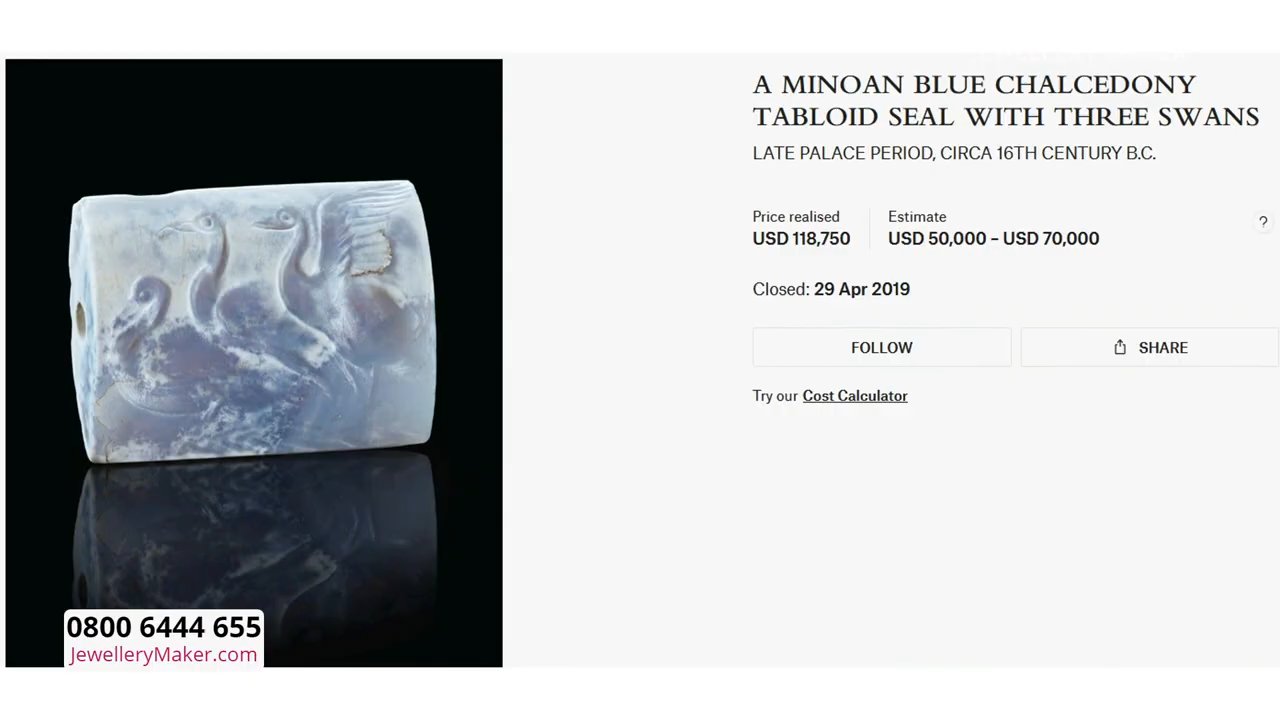 A MINOAN BLUE CHALCEDONY
TABLOID SEAL WITH THREE SWANS
LATE PALACE PERIOD, CIRCA 16TH CENTURY B.C.
Price realised
USD 118,750
Estimate
USD 50,000 – USD 70,000
?
Closed: 29 Apr 2019
FOLLOW
SHARE
Try our Cost Calculator
0800 6444 655
JewelleryMaker.com